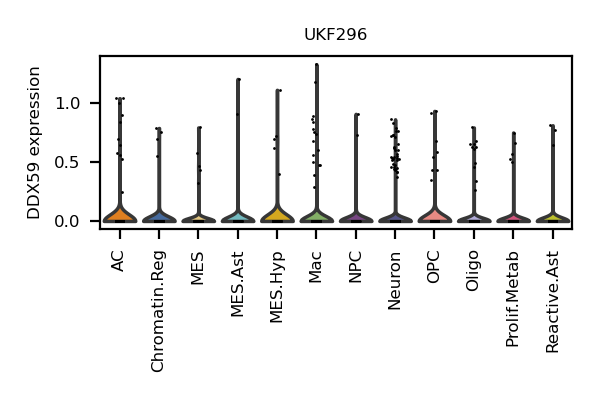 UKF296
DDX59 expression
1.0
0.5
0.0
AC
Chromatin.Reg
MES
MES.Ast
MES.Hyp
Mac
NPC
Neuron
OPC
Oligo
Prolif.Metab
Reactive.Ast